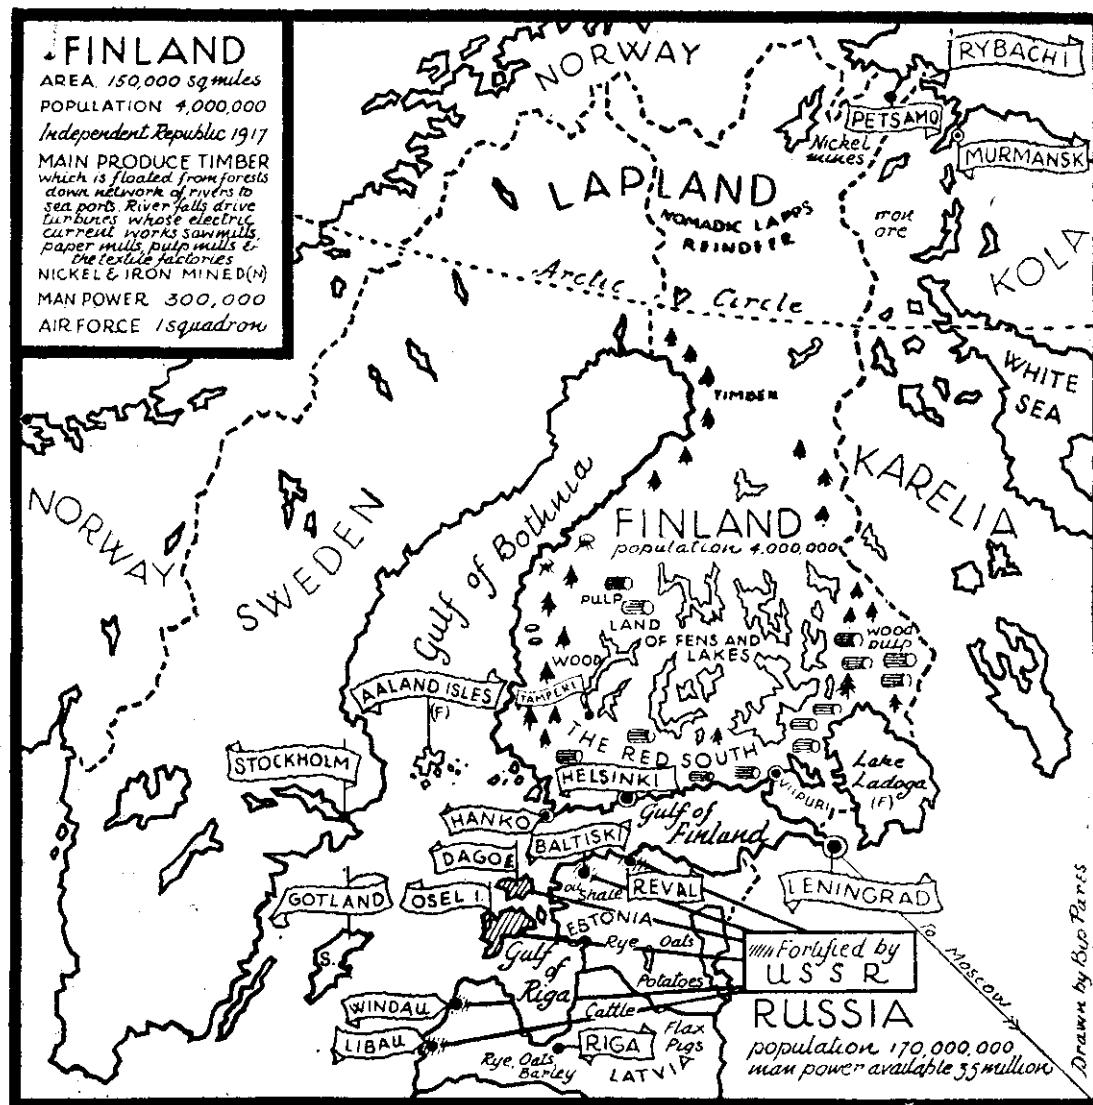 FINLAND
AREA. 150,000 sq miles
POPULATION 4,000,000
Independent Republic 1917
MAIN PRODUCE TIMBER
which is floated from forests
down network of rivers to
sea ports. River falls drive
turbines whose electric
current works sawmills,
paper mills, pulp mills &
the textile factories
NICKEL & IRON MINED (N)
MAN POWER 300,000
AIR FORCE 1 squadron
NORWAY
RYBACHI
PETSAMO
Nickel
mines
MURMANSK
LAPLAND
NOMADIC LAPPS
REINDEER
Iron
ore
KOLA
Arctic Circle
WHITE
SEA
TIMBER
KARELIA
NORWAY
SWEDEN
Gulf of Bothnia
FINLAND
population 4.000,000
PULP
LAND
OF FENS AND
LAKES
WOOD
WOOD
PULP
TAMPERI
AALAND ISLES
(F)
THE RED SOUTH
STOCKHOLM
HELSINKI
VIIPURI
Lake
Ladoga
(F)
HANKO
Gulf of
Finland
BALTISKI
DAGOE
REVAL
LENINGRAD
GOTLAND
OSEL I.
Oil Shale
ESTONIA
Rye Oats
Potatoes
S.
Gulf
of
Riga
Fortified by
USSR
To MOSCOW
WINDAU
Cattle
LIBAU
RIGA
Flax
Pigs
Rye, Oats,
Barley
LATVIA
RUSSIA
population 170,000,000
man power available 35 million
Drawn by Bip Pares